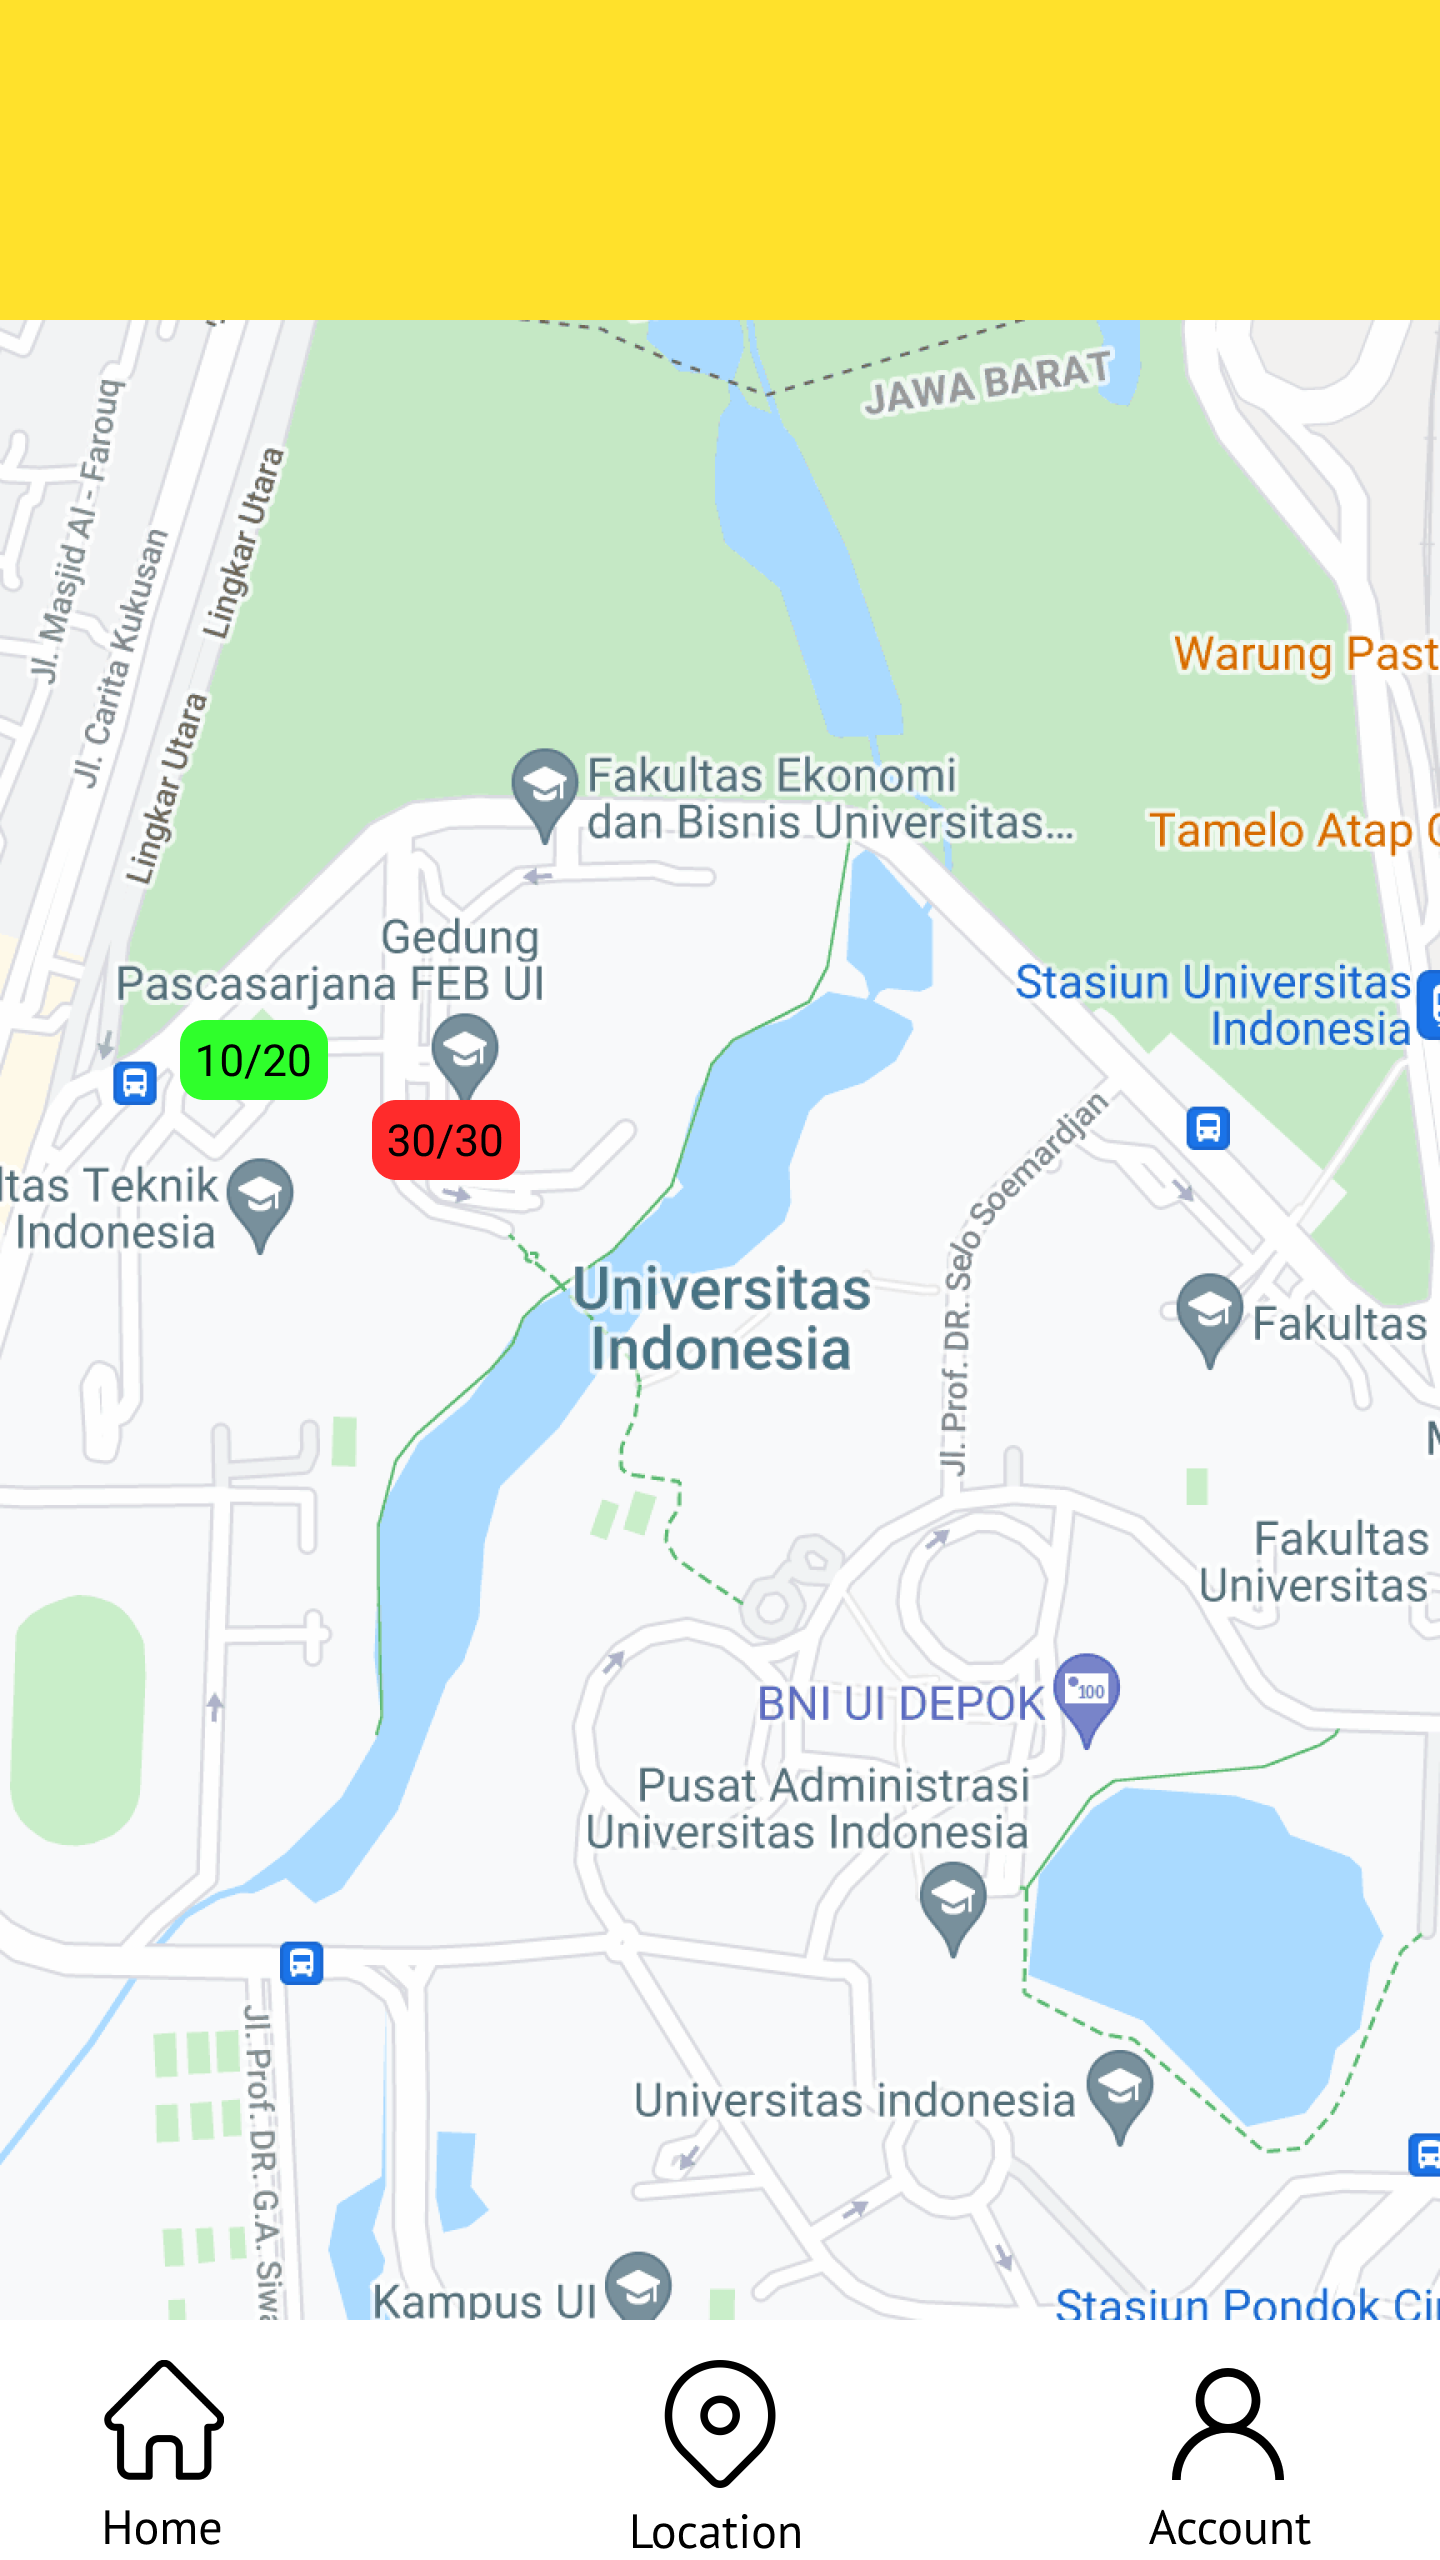 JAWA BARAT
Jl. Masjid Al - Farouq
Lingkar Utara
Jl. Carita Kukusan
Warung Past
Lingkar Utara
Fakultas Ekonomi
dan Bisnis Universitas...
Tamelo Atap
Gedung
Pascasarjana FEB UI
Stasiun Universitas
Indonesia
10/20
30/30
Jl. Prof. DR. Selo Soemardjan
ltas Teknik
Indonesia
Universitas
Indonesia
Fakultas
Fakultas
Universitas
BNI UI DEPOK
100
Pusat Administrasi
Universitas Indonesia
Jl. Prof. DR. G.A. Siwa
Universitas indonesia
Kampus UI
Stasiun Pondok Ci
Home
Location
Account